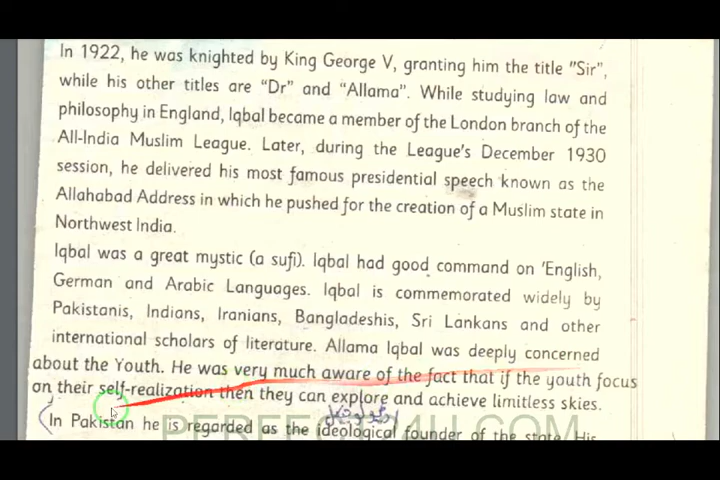 In 1922, he was knighted by King George V, granting him the title "Sir",
while his other titles are "Dr" and "Allama". While studying law and
philosophy in England, Iqbal became a member of the London branch of the
All-India Muslim League. Later, during the League's December 1930
session, he delivered his most famous presidential speech known as the
Allahabad Address in which he pushed for the creation of a Muslim state in
Northwest India.
Iqbal was a great mystic (a sufi). Iqbal had good command on 'English,
German and Arabic Languages. Iqbal is commemorated widely by
Pakistanis, Indians, Iranians, Bangladeshis, Sri Lankans and other
international scholars of literature. Allama Iqbal was deeply concerned
about the Youth. He was very much aware of the fact that if the youth focus
on their self-realization then they can explore and achieve limitless skies.
In Pakistan he is regarded as the ideological founder of the state. His